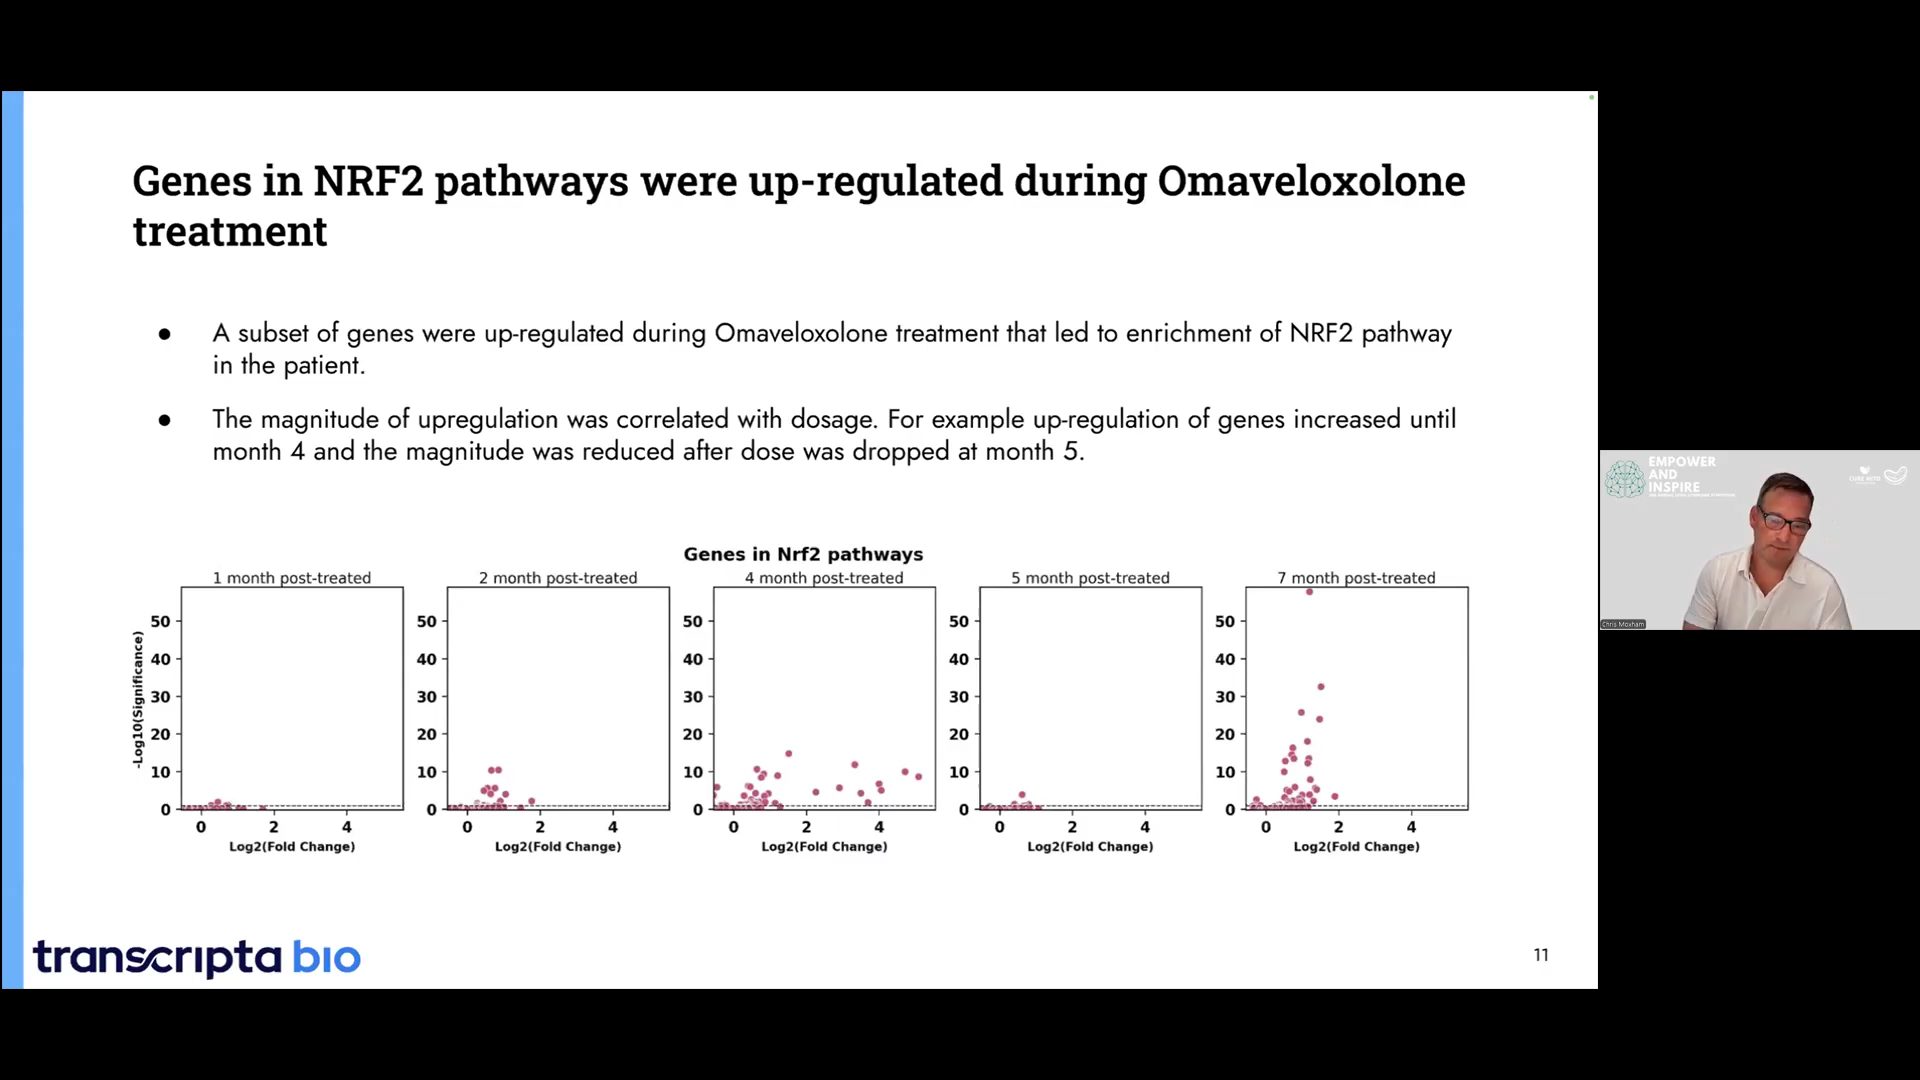 Genes in NRF2 pathways were up-regulated during Omaveloxolone
treatment
● A subset of genes were up-regulated during Omaveloxolone treatment that led to enrichment of NRF2 pathway
in the patient.
● The magnitude of upregulation was correlated with dosage. For example up-regulation of genes increased until
month 4 and the magnitude was reduced after dose was dropped at month 5.
Genes in Nrf2 pathways
1 month post-treated
2 month post-treated
4 month post-treated
5 month post-treated
7 month post-treated
-Log10(Significance)
50
40
30
20
10
0
50
40
30
20
10
0
50
40
30
20
10
0
50
40
30
20
10
0
50
40
30
20
10
0
0 2 4
0 2 4
0 2 4
0 2 4
0 2 4
Log2(Fold Change)
Log2(Fold Change)
Log2(Fold Change)
Log2(Fold Change)
Log2(Fold Change)
transcripta bio
11
EMPOWER
AND
INSPIRE
Chris Moxham